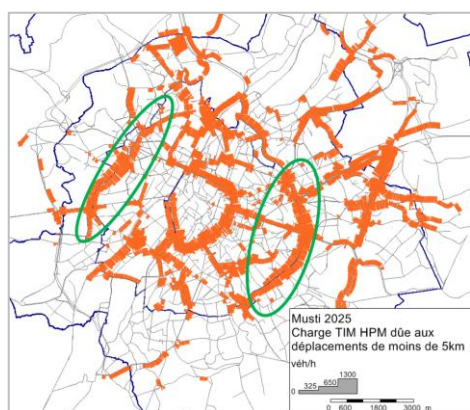 Musti 2025
Charge TIM HPM dûe aux
déplacements de moins de 5km
véh/h
1300
650
325
0
0 600 1800 3000 m